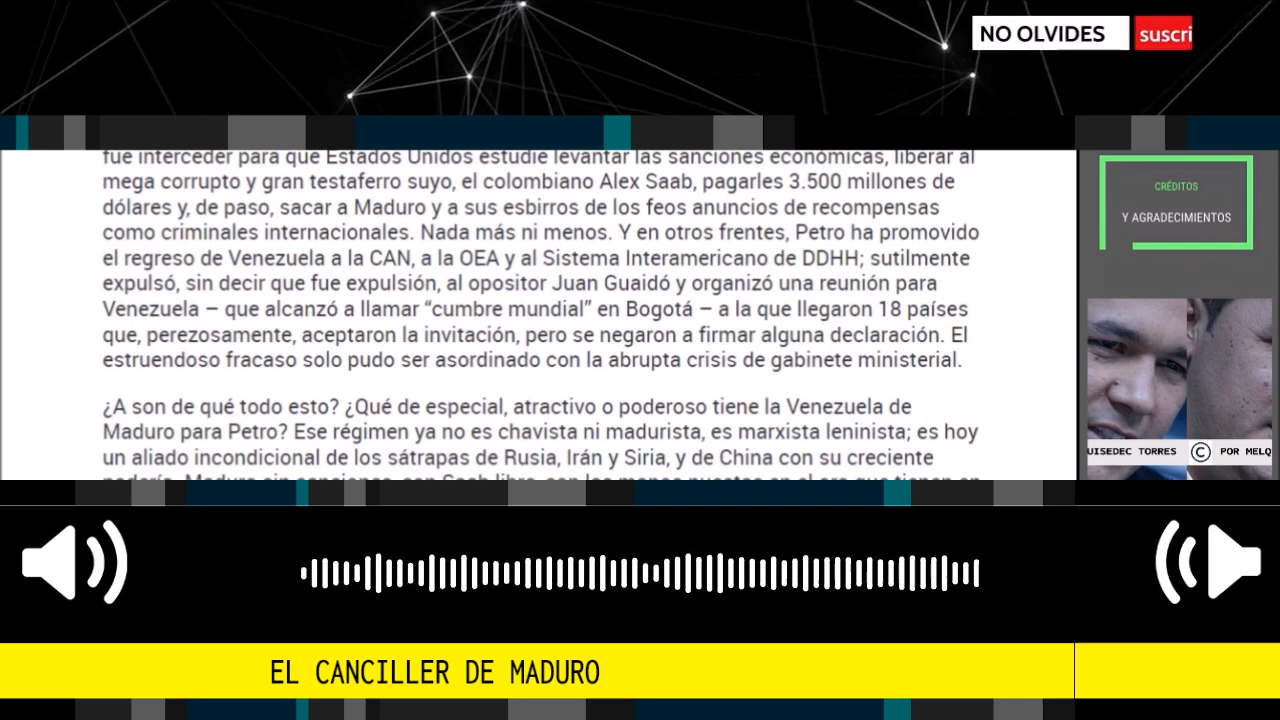 NO OLVIDES
suscri
fue interceder para que Estados Unidos estudie levantar las sanciones económicas, liberar al
mega corrupto y gran testaferro suyo, el colombiano Alex Saab, pagarles 3.500 millones de
dólares y, de paso, sacar a Maduro y a sus esbirros de los feos anuncios de recompensas
como criminales internacionales. Nada más ni menos. Y en otros frentes, Petro ha promovido
el regreso de Venezuela a la CAN, a la OEA y al Sistema Interamericano de DDHH; sutilmente
expulsó, sin decir que fue expulsión, al opositor Juan Guaidó y organizó una reunión para
Venezuela – que alcanzó a llamar “cumbre mundial” en Bogotá – a la que llegaron 18 países
que, perezosamente, aceptaron la invitación, pero se negaron a firmar alguna declaración. El
estruendoso fracaso solo pudo ser asordinado con la abrupta crisis de gabinete ministerial.
¿A son de qué todo esto? ¿Qué de especial, atractivo o poderoso tiene la Venezuela de
Maduro para Petro? Ese régimen ya no es chavista ni madurista, es marxista leninista; es hoy
un aliado incondicional de los sátrapas de Rusia, Irán y Siria, y de China con su creciente
CRÉDITOS
Y AGRADECIMIENTOS
UISEDEC TORRES © POR MELQ
EL CANCILLER DE MADURO